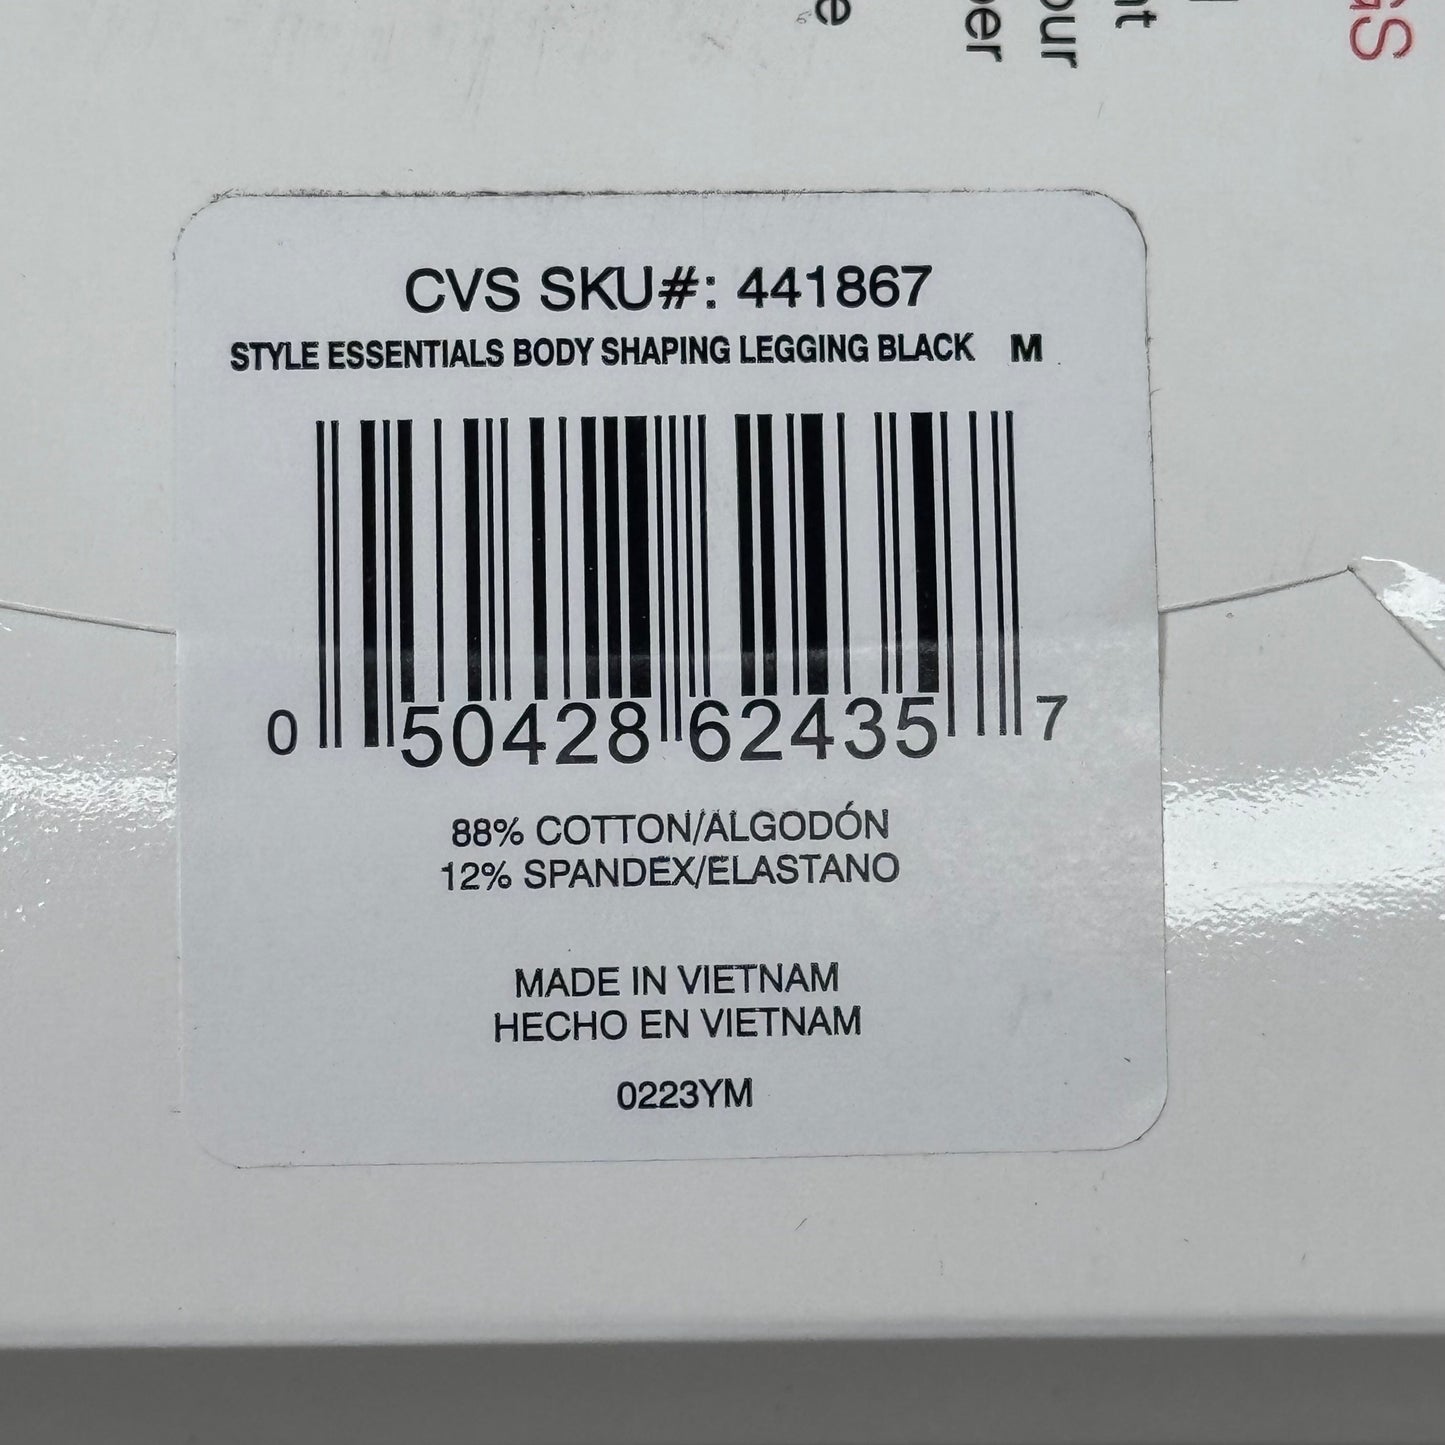 CVS SKU#: 441867
STYLE ESSENTIALS BODY SHAPING LEGGING BLACK M
0 50428 62435 7
88% COTTON/ALGODÓN
12% SPANDEX/ELASTANO
MADE IN VIETNAM
HECHO EN VIETNAM
0223YM